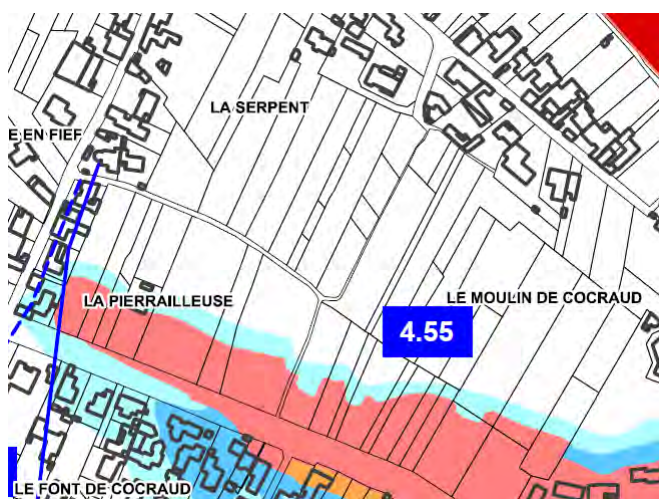 LA SERPENT
E EN FIEF
LA PIERRAILLEUSE
LE MOULIN DE COCRAUD
4.55
LE FONT DE COCRAUD